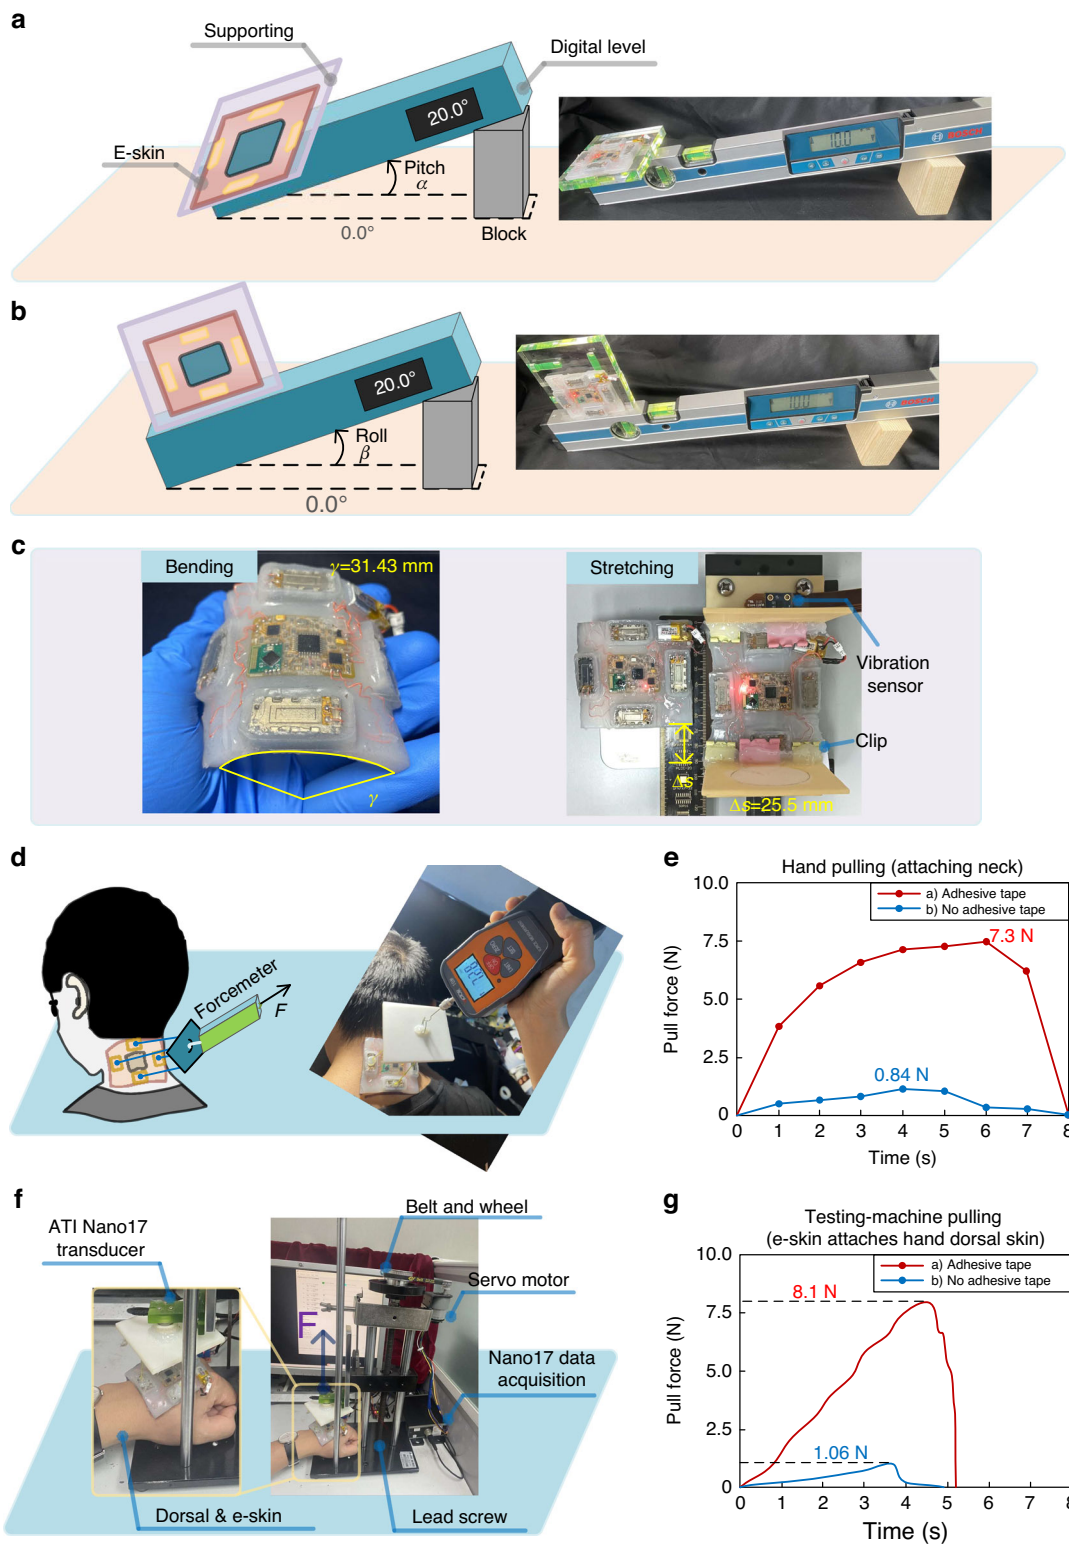 a
Supporting
Digital level
20.0°
E-skin
Pitch
α
0.0°
Block
BOSCH
b
20.0°
Roll
β
0.0°
BOSCH
c
Bending
γ=31.43 mm
γ
Stretching
Vibration
sensor
Clip
Δs
Δs=25.5 mm
d
Forcemeter
F
e
Hand pulling (attaching neck)
10.0
a) Adhesive tape
b) No adhesive tape
7.5
7.3 N
Pull force (N)
5.0
2.5
0.84 N
0
0 1 2 3 4 5 6 7 8
Time (s)
f
ATI Nano17
transducer
Belt and wheel
Servo motor
F
Nano17 data
acquisition
Dorsal & e-skin
Lead screw
g
Testing-machine pulling
(e-skin attaches hand dorsal skin)
10.0
a) Adhesive tape
b) No adhesive tape
8.1 N
7.5
Pull force (N)
5.0
2.5
1.06 N
0.0
0 1 2 3 4 5 6 7 8
Time (s)